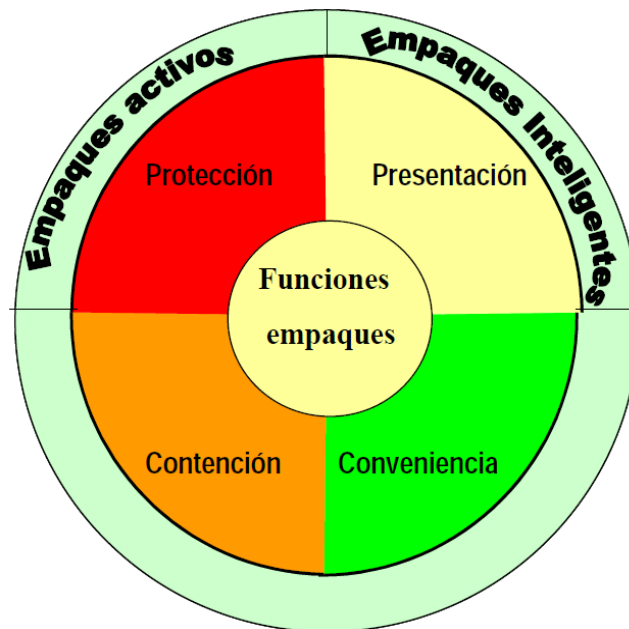 Empaques activos
Empaques Inteligentes
Protección
Presentación
Funciones
empaques
Contención
Conveniencia